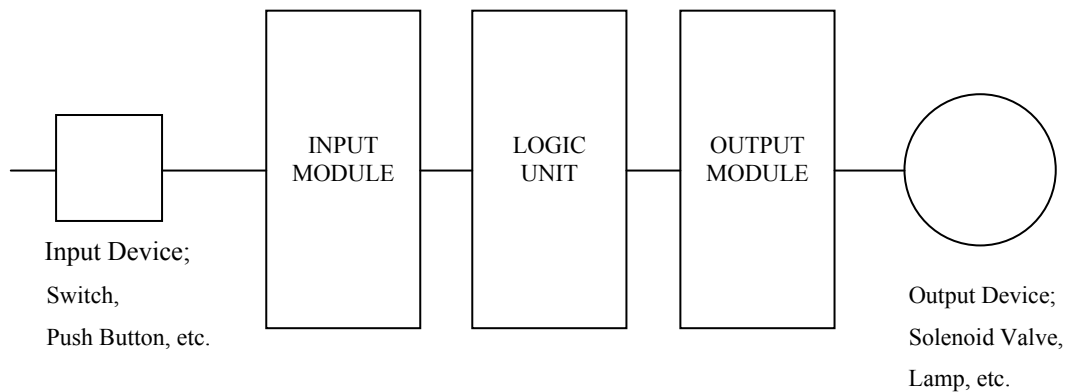 INPUT
MODULE
LOGIC
UNIT
OUTPUT
MODULE
Input Device;
Switch,
Push Button, etc.
Output Device;
Solenoid Valve,
Lamp, etc.